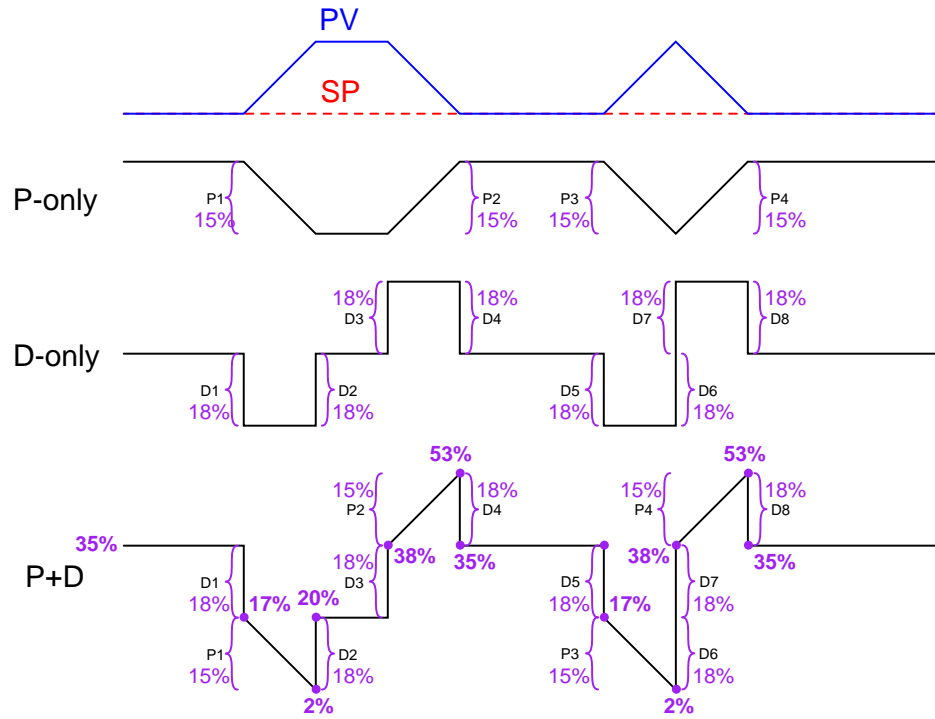 PV
SP
P-only
P1
15%
P2
15%
P3
15%
P4
15%
D-only
18%
D3
18%
D4
18%
D7
18%
D8
D1
18%
D2
18%
D5
18%
D6
18%
P+D
35%
53%
15%
P2
18%
D4
53%
15%
P4
18%
D8
38%
35%
38%
35%
D1
18%
17%
20%
18%
D3
D5
18%
17%
D7
18%
P1
15%
D2
18%
P3
15%
D6
18%
2%
2%